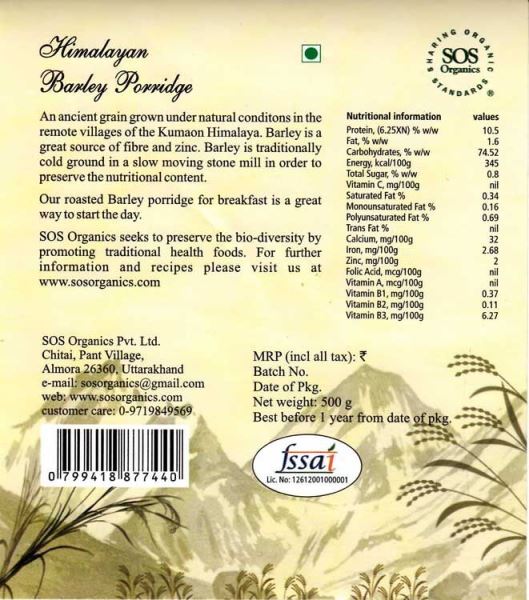 Himalayan
Barley Porridge
SHARING ORGANIC
SOS
Organics
STANDARDS ®
An ancient grain grown under natural conditons in the
remote villages of the Kumaon Himalaya. Barley is a
great source of fibre and zinc. Barley is traditionally
cold ground in a slow moving stone mill in order to
preserve the nutritional content.
Our roasted Barley porridge for breakfast is a great
way to start the day.
SOS Organics seeks to preserve the bio-diversity by
promoting traditional health foods. For further
information and recipes please visit us at
www.sosorganics.com
Nutritional information values
Protein, (6.25XN) % w/w 10.5
Fat, % w/w 1.6
Carbohydrates, % w/w 74.52
Energy, kcal/100g 345
Total Sugar, % w/w 0.8
Vitamin C, mg/100g nil
Saturated Fat % 0.34
Monounsaturated Fat % 0.16
Polyunsaturated Fat % 0.69
Trans Fat % nil
Calcium, mg/100g 32
Iron, mg/100g 2.68
Zinc, mg/100g 2
Folic Acid, mcg/100g nil
Vitamin A, mcg/100g nil
Vitamin B1, mg/100g 0.37
Vitamin B2, mg/100g 0.11
Vitamin B3, mg/100g 6.27
SOS Organics Pvt. Ltd.
Chitai, Pant Village,
Almora 26360, Uttarakhand
e-mail: sosorganics@gmail.com
web: www.sosorganics.com
customer care: 0-9719849569
0 799418 877440
MRP (incl all tax): ₹
Batch No.
Date of Pkg.
Net weight: 500 g
Best before 1 year from date of pkg.
fssai
Lic. No: 12612001000001